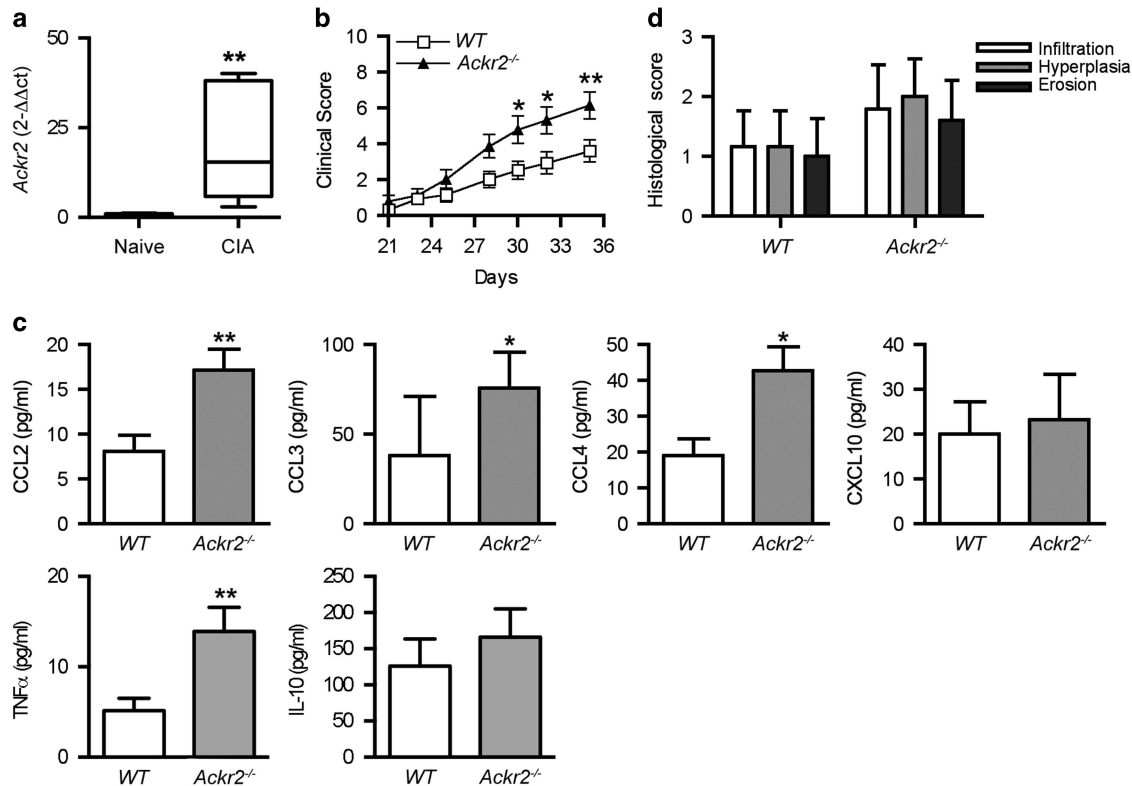 a
50
25
0
Ackr2 (2-ΔΔct)
**
Naive
CIA
b
10
8
6
4
2
0
Clinical Score
WT
Ackr2-/-
*
*
**
21
24
27
30
33
36
Days
d
3
2
1
0
Histological score
Infiltration
Hyperplasia
Erosion
WT
Ackr2-/-
c
20
15
10
5
0
CCL2 (pg/ml)
**
WT
Ackr2-/-
100
50
0
CCL3 (pg/ml)
*
WT
Ackr2-/-
50
40
30
20
10
0
CCL4 (pg/ml)
*
WT
Ackr2-/-
40
30
20
10
0
CXCL10 (pg/ml)
WT
Ackr2-/-
20
10
0
TNFα (pg/ml)
**
WT
Ackr2-/-
250
200
150
100
50
0
IL-10 (pg/ml)
WT
Ackr2-/-